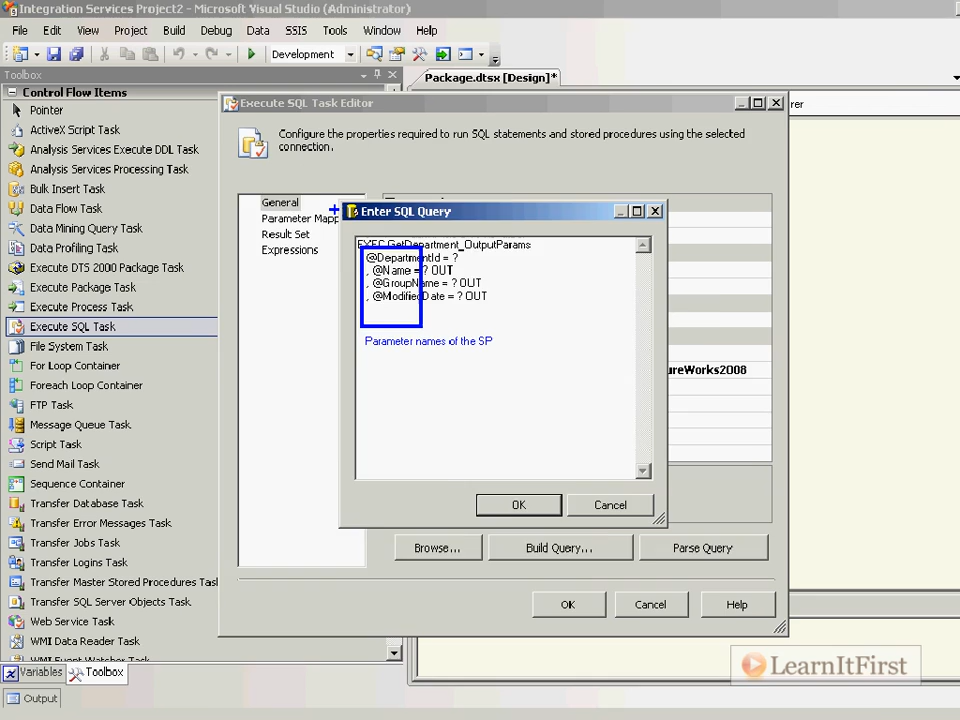 Integration Services Project2 - Microsoft Visual Studio (Administrator)
File Edit View Project Build Debug Data SSIS Tools Window Help
Development
Toolbox
Package.dtsx [Design]*
Control Flow Items
Pointer
ActiveX Script Task
Analysis Services Execute DDL Task
Analysis Services Processing Task
Bulk Insert Task
Data Flow Task
Data Mining Query Task
Data Profiling Task
Execute DTS 2000 Package Task
Execute Package Task
Execute Process Task
Execute SQL Task
File System Task
For Loop Container
Foreach Loop Container
FTP Task
Message Queue Task
Script Task
Send Mail Task
Sequence Container
Transfer Database Task
Transfer Error Messages Task
Transfer Jobs Task
Transfer Logins Task
Transfer Master Stored Procedures Task
Transfer SQL Server Objects Task
Web Service Task
WMI Data Reader Task
WMI Event Watcher Task
Variables Toolbox
Output
Execute SQL Task Editor
rer
Configure the properties required to run SQL statements and stored procedures using the selected
connection.
General
Parameter Mapp
Result Set
Expressions
Enter SQL Query
EXEC GetDepartment_OutputParams
@DepartmentId = ?
, @Name = ? OUT
, @GroupName = ? OUT
, @ModifiedDate = ? OUT
Parameter names of the SP
ureWorks2008
OK Cancel
Browse... Build Query... Parse Query
OK Cancel Help
LearnItFirst